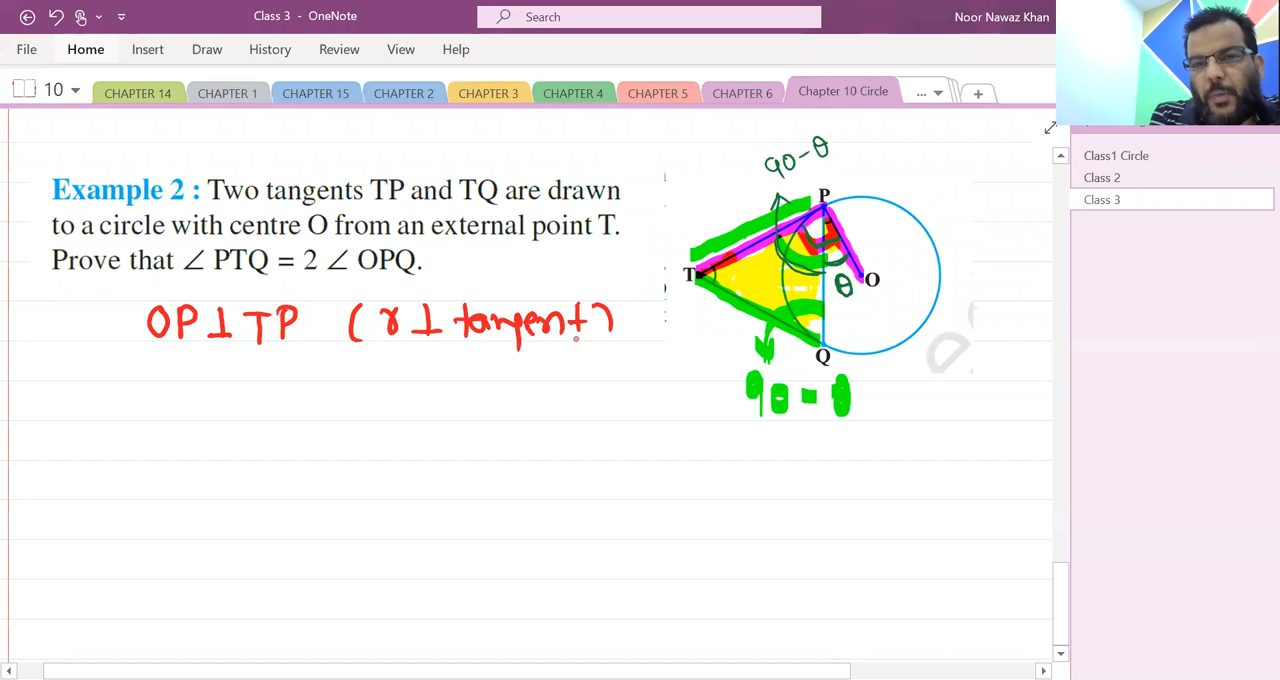 Class 3 - OneNote
Search
Noor Nawaz Khan
File Home Insert Draw History Review View Help
10 CHAPTER 14 CHAPTER 1 CHAPTER 15 CHAPTER 2 CHAPTER 3 CHAPTER 4 CHAPTER 5 CHAPTER 6 Chapter 10 Circle ... +
Class1 Circle
Class 2
Class 3
Example 2 : Two tangents TP and TQ are drawn
to a circle with centre O from an external point T.
Prove that ∠ PTQ = 2 ∠ OPQ.
OP⊥TP (r⊥ tangent)
90-θ
P
T
θ O
Q
90-θ